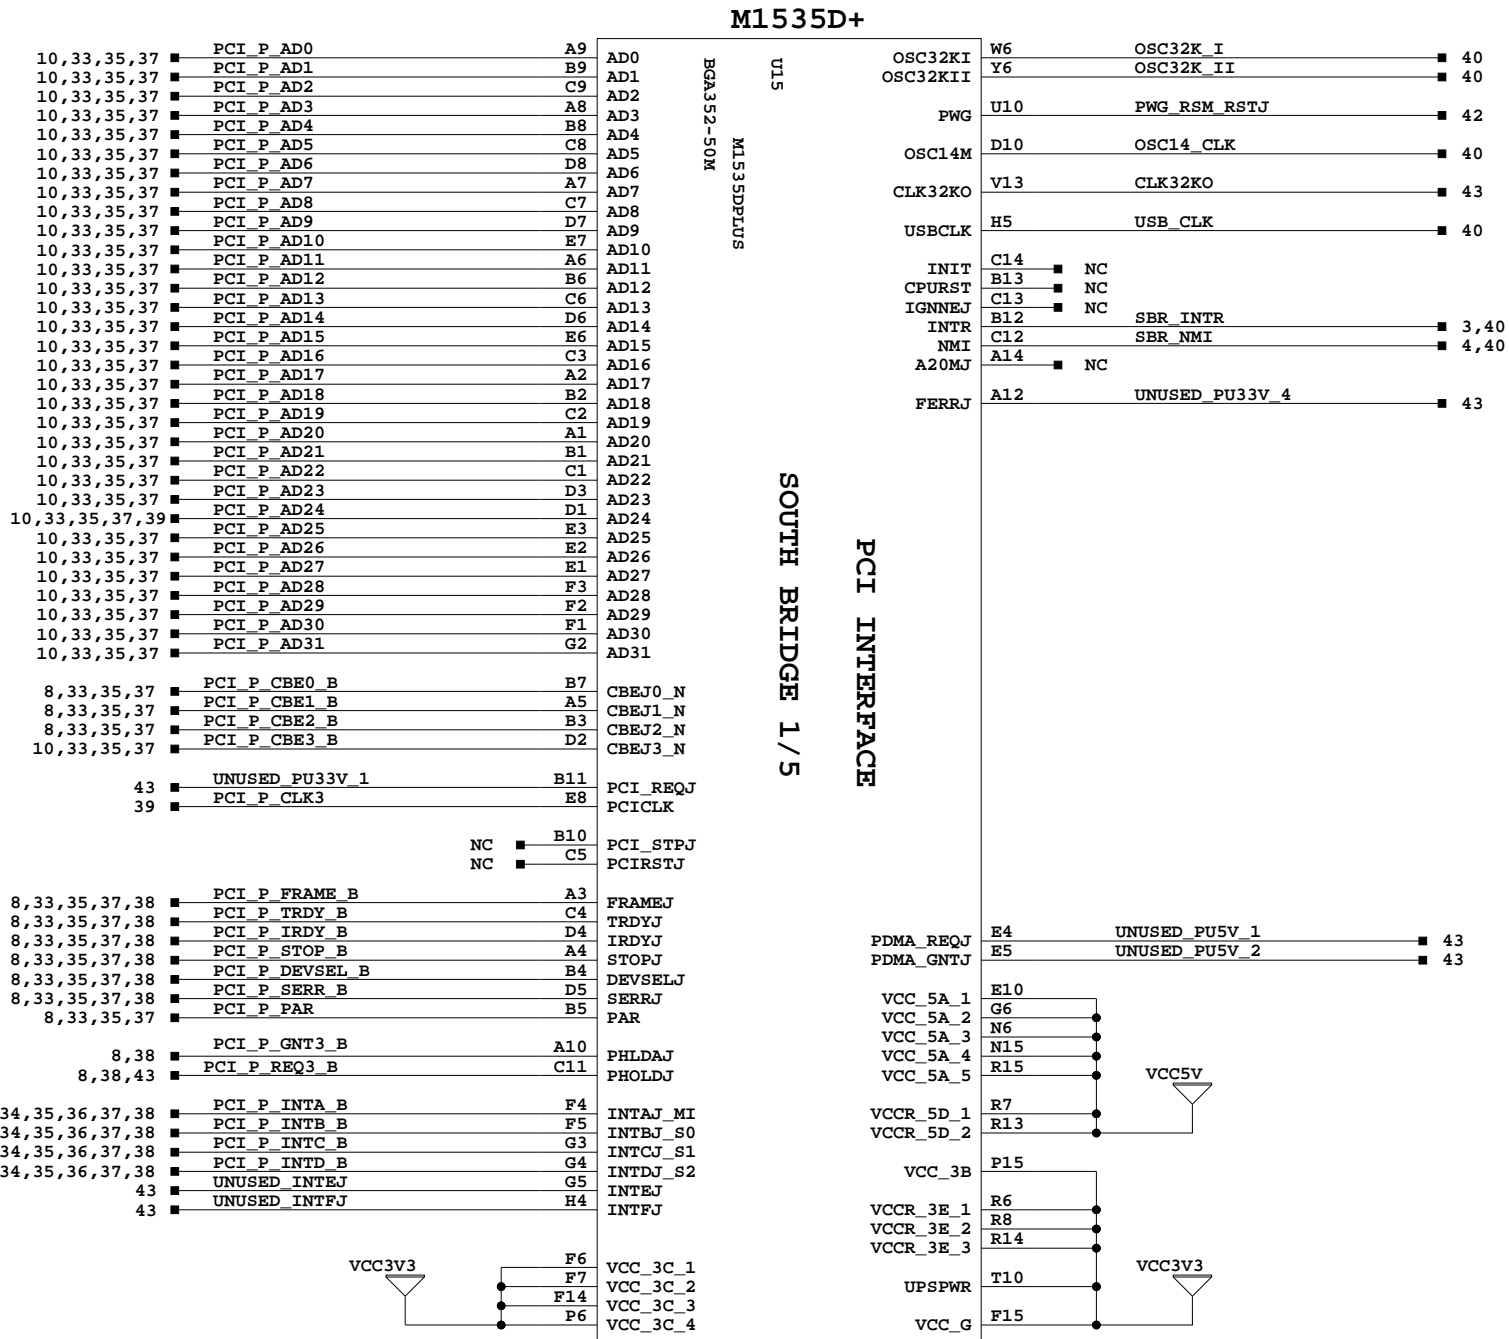 M1535D+
U15
BGA352-50M
M1535DPLUS
SOUTH BRIDGE 1/5
PCI INTERFACE
10,33,35,37 PCI_P_AD0 A9 AD0
10,33,35,37 PCI_P_AD1 B9 AD1
10,33,35,37 PCI_P_AD2 C9 AD2
10,33,35,37 PCI_P_AD3 A8 AD3
10,33,35,37 PCI_P_AD4 B8 AD4
10,33,35,37 PCI_P_AD5 C8 AD5
10,33,35,37 PCI_P_AD6 D8 AD6
10,33,35,37 PCI_P_AD7 A7 AD7
10,33,35,37 PCI_P_AD8 C7 AD8
10,33,35,37 PCI_P_AD9 D7 AD9
10,33,35,37 PCI_P_AD10 E7 AD10
10,33,35,37 PCI_P_AD11 A6 AD11
10,33,35,37 PCI_P_AD12 B6 AD12
10,33,35,37 PCI_P_AD13 C6 AD13
10,33,35,37 PCI_P_AD14 D6 AD14
10,33,35,37 PCI_P_AD15 E6 AD15
10,33,35,37 PCI_P_AD16 C3 AD16
10,33,35,37 PCI_P_AD17 A2 AD17
10,33,35,37 PCI_P_AD18 B2 AD18
10,33,35,37 PCI_P_AD19 C2 AD19
10,33,35,37 PCI_P_AD20 A1 AD20
10,33,35,37 PCI_P_AD21 B1 AD21
10,33,35,37 PCI_P_AD22 C1 AD22
10,33,35,37 PCI_P_AD23 D3 AD23
10,33,35,37,39 PCI_P_AD24 D1 AD24
10,33,35,37 PCI_P_AD25 E3 AD25
10,33,35,37 PCI_P_AD26 E2 AD26
10,33,35,37 PCI_P_AD27 E1 AD27
10,33,35,37 PCI_P_AD28 F3 AD28
10,33,35,37 PCI_P_AD29 F2 AD29
10,33,35,37 PCI_P_AD30 F1 AD30
10,33,35,37 PCI_P_AD31 G2 AD31
8,33,35,37 PCI_P_CBE0_B B7 CBEJ0_N
8,33,35,37 PCI_P_CBE1_B A5 CBEJ1_N
8,33,35,37 PCI_P_CBE2_B B3 CBEJ2_N
10,33,35,37 PCI_P_CBE3_B D2 CBEJ3_N
43 UNUSED_PU33V_1 B11 PCI_REQJ
39 PCI_P_CLK3 E8 PCICLK
NC B10 PCI_STPJ
NC C5 PCIRSTJ
8,33,35,37,38 PCI_P_FRAME_B A3 FRAMEJ
8,33,35,37,38 PCI_P_TRDY_B C4 TRDYJ
8,33,35,37,38 PCI_P_IRDY_B D4 IRDYJ
8,33,35,37,38 PCI_P_STOP_B A4 STOPJ
8,33,35,37,38 PCI_P_DEVSEL_B B4 DEVSELJ
8,33,35,37,38 PCI_P_SERR_B D5 SERRJ
8,33,35,37 PCI_P_PAR B5 PAR
8,38 PCI_P_GNT3_B A10 PHLDAJ
8,38,43 PCI_P_REQ3_B C11 PHOLDJ
34,35,36,37,38 PCI_P_INTA_B F4 INTAJ_MI
34,35,36,37,38 PCI_P_INTB_B F5 INTBJ_S0
34,35,36,37,38 PCI_P_INTC_B G3 INTCJ_S1
34,35,36,37,38 PCI_P_INTD_B G4 INTDJ_S2
43 UNUSED_INTEJ G5 INTEJ
43 UNUSED_INTFJ H4 INTFJ
VCC3V3
F6 VCC_3C_1
F7 VCC_3C_2
F14 VCC_3C_3
P6 VCC_3C_4
OSC32KI W6 OSC32K_I 40
OSC32KII Y6 OSC32K_II 40
PWG U10 PWG_RSM_RSTJ 42
OSC14M D10 OSC14_CLK 40
CLK32KO V13 CLK32KO 43
USBCLK H5 USB_CLK 40
INIT C14 NC
CPURST B13 NC
IGNNEJ C13 NC
INTR B12 SBR_INTR 3,40
NMI C12 SBR_NMI 4,40
A20MJ A14 NC
FERRJ A12 UNUSED_PU33V_4 43
PDMA_REQJ E4 UNUSED_PU5V_1 43
PDMA_GNTJ E5 UNUSED_PU5V_2 43
VCC_5A_1 E10
VCC_5A_2 G6
VCC_5A_3 N6
VCC_5A_4 N15
VCC_5A_5 R15
VCC5V
VCCR_5D_1 R7
VCCR_5D_2 R13
VCC_3B P15
VCCR_3E_1 R6
VCCR_3E_2 R8
VCCR_3E_3 R14
VCC3V3
UPSPWR T10
VCC_G F15